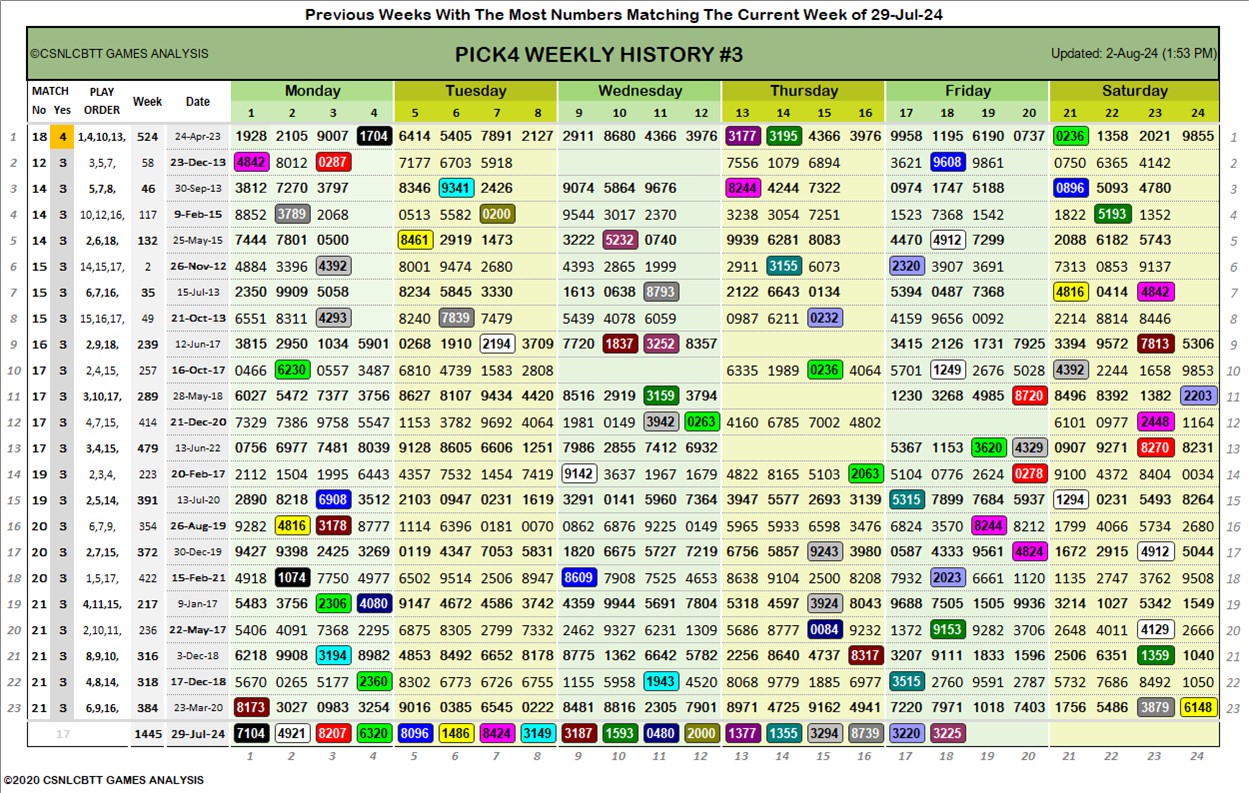 Previous Weeks With The Most Numbers Matching The Current Week of 29-Jul-24
©CSNLCBTT GAMES ANALYSIS PICK4 WEEKLY HISTORY #3 Updated: 2-Aug-24 (1:53 PM)
MATCH PLAY Week Date Monday Tuesday Wednesday Thursday Friday Saturday
No Yes ORDER 1 2 3 4 5 6 7 8 9 10 11 12 13 14 15 16 17 18 19 20 21 22 23 24
1 18 4 1,4,10,13, 524 24-Apr-23 1928 2105 9007 1704 6414 5405 7891 2127 2911 8680 4366 3976 3177 3195 4366 3976 9958 1195 6190 0737 0236 1358 2021 9855 1
2 12 3 3,5,7, 58 23-Dec-13 4842 8012 0287 7177 6703 5918 7556 1079 6894 3621 9608 9861 0750 6365 4142 2
3 14 3 5,7,8, 46 30-Sep-13 3812 7270 3797 8346 9341 2426 9074 5864 9676 8244 4244 7322 0974 1747 5188 0896 5093 4780 3
4 14 3 10,12,16, 117 9-Feb-15 8852 3789 2068 0513 5582 0200 9544 3017 2370 3238 3054 7251 1523 7368 1542 1822 5193 1352 4
5 14 3 2,6,18, 132 25-May-15 7444 7801 0500 8461 2919 1473 3222 5232 0740 9939 6281 8083 4470 4912 7299 2088 6182 5743 5
6 15 3 14,15,17, 2 26-Nov-12 4884 3396 4392 8001 9474 2680 4393 2865 1999 2911 3155 6073 2320 3907 3691 7313 0853 9137 6
7 15 3 6,7,16, 35 15-Jul-13 2350 9909 5058 8234 5845 3330 1613 0638 8793 2122 6643 0134 5394 0487 7368 4816 0414 4842 7
8 15 3 15,16,17, 49 21-Oct-13 6551 8311 4293 8240 7839 7479 5439 4078 6059 0987 6211 0232 4159 9656 0092 2214 8814 8446 8
9 16 3 2,9,18, 239 12-Jun-17 3815 2950 1034 5901 0268 1910 2194 3709 7720 1837 3252 8357 3415 2126 1731 7925 3394 9572 7813 5306 9
10 17 3 2,4,15, 257 16-Oct-17 0466 6230 0557 3487 6810 4739 1583 2808 6335 1989 0236 4064 5701 1249 2676 5028 4392 2244 1658 9853 10
11 17 3 3,10,17, 289 28-May-18 6027 5472 7377 3756 8627 8107 9434 4420 8516 2919 3159 3794 1230 3268 4985 8720 8496 8392 1382 2203 11
12 17 3 4,7,15, 414 21-Dec-20 7329 7386 9758 5547 1153 3782 9692 4064 1981 0149 3942 0263 4160 6785 7002 4802 6101 0977 2448 1164 12
13 17 3 3,4,15, 479 13-Jun-22 0756 6977 7481 8039 9128 5306 6606 1251 7986 2855 7412 6932 5367 1153 3620 4329 0907 9271 8270 8231 13
14 19 3 2,3,4, 223 20-Feb-17 2112 1504 1995 6443 4357 7532 1454 7419 9142 3637 1967 1679 4822 8165 5103 2063 5104 0776 2624 0278 9100 4372 8404 0034 14
15 19 3 2,5,14, 391 13-Jul-20 2890 8218 6908 3512 2103 0947 0231 1619 3291 0141 5960 7364 3947 5577 2693 3139 5315 7899 7684 5937 1294 0231 5493 8264 15
16 20 3 6,7,9, 354 26-Aug-19 9282 4816 3178 8777 1114 6396 0181 0070 0862 6876 9225 0149 5965 5933 6598 3476 6824 3570 8244 8212 1799 4066 5734 2680 16
17 20 3 2,7,15, 372 30-Dec-19 9427 9398 2425 3269 0119 4347 7053 5831 1820 6675 5727 7219 6756 5857 9243 3980 0587 4333 9561 4824 1672 2915 4912 5044 17
18 20 3 1,5,17, 422 15-Feb-21 4918 1074 7750 4977 6502 9514 2506 8947 8609 7908 7525 4653 8638 9104 2500 8208 7932 2023 6661 1120 1135 2747 3762 9508 18
19 21 3 4,11,15, 217 9-Jan-17 5483 3756 2306 4080 9147 4672 4586 3742 4359 9944 5691 7804 5318 4597 3924 8043 9688 7505 1505 9936 3214 1027 5342 1549 19
20 21 3 2,10,11, 236 22-May-17 5406 4091 7368 2295 6875 8305 2799 7332 2462 9327 6231 1309 5686 8777 0084 9232 1372 9153 9282 3706 2648 4011 4129 2666 20
21 21 3 8,9,10, 316 3-Dec-18 6218 9908 3194 8982 4853 4292 6652 8178 8775 1362 6642 5782 2256 8640 4737 8317 3207 9111 1833 1596 2506 6351 1359 1040 21
22 21 3 4,8,14, 318 17-Dec-18 5670 0265 5177 2360 8302 6773 6726 6755 1155 5958 1943 4520 8068 9779 1885 6977 3515 2760 9591 2787 5732 7686 8492 1050 22
23 21 3 6,9,16, 384 23-Mar-20 8173 3027 0983 3254 9016 0385 6545 0222 8481 8816 2305 7901 8971 4725 9162 4941 7220 7971 1018 7403 1756 5486 3879 6148 23
17 1445 29-Jul-24 7104 4921 8207 6320 8096 1486 8424 3149 3187 1593 0480 2000 1377 1355 3294 8739 3220 3225
1 2 3 4 5 6 7 8 9 10 11 12 13 14 15 16 17 18 19 20 21 22 23 24
©2020 CSNLCBTT GAMES ANALYSIS